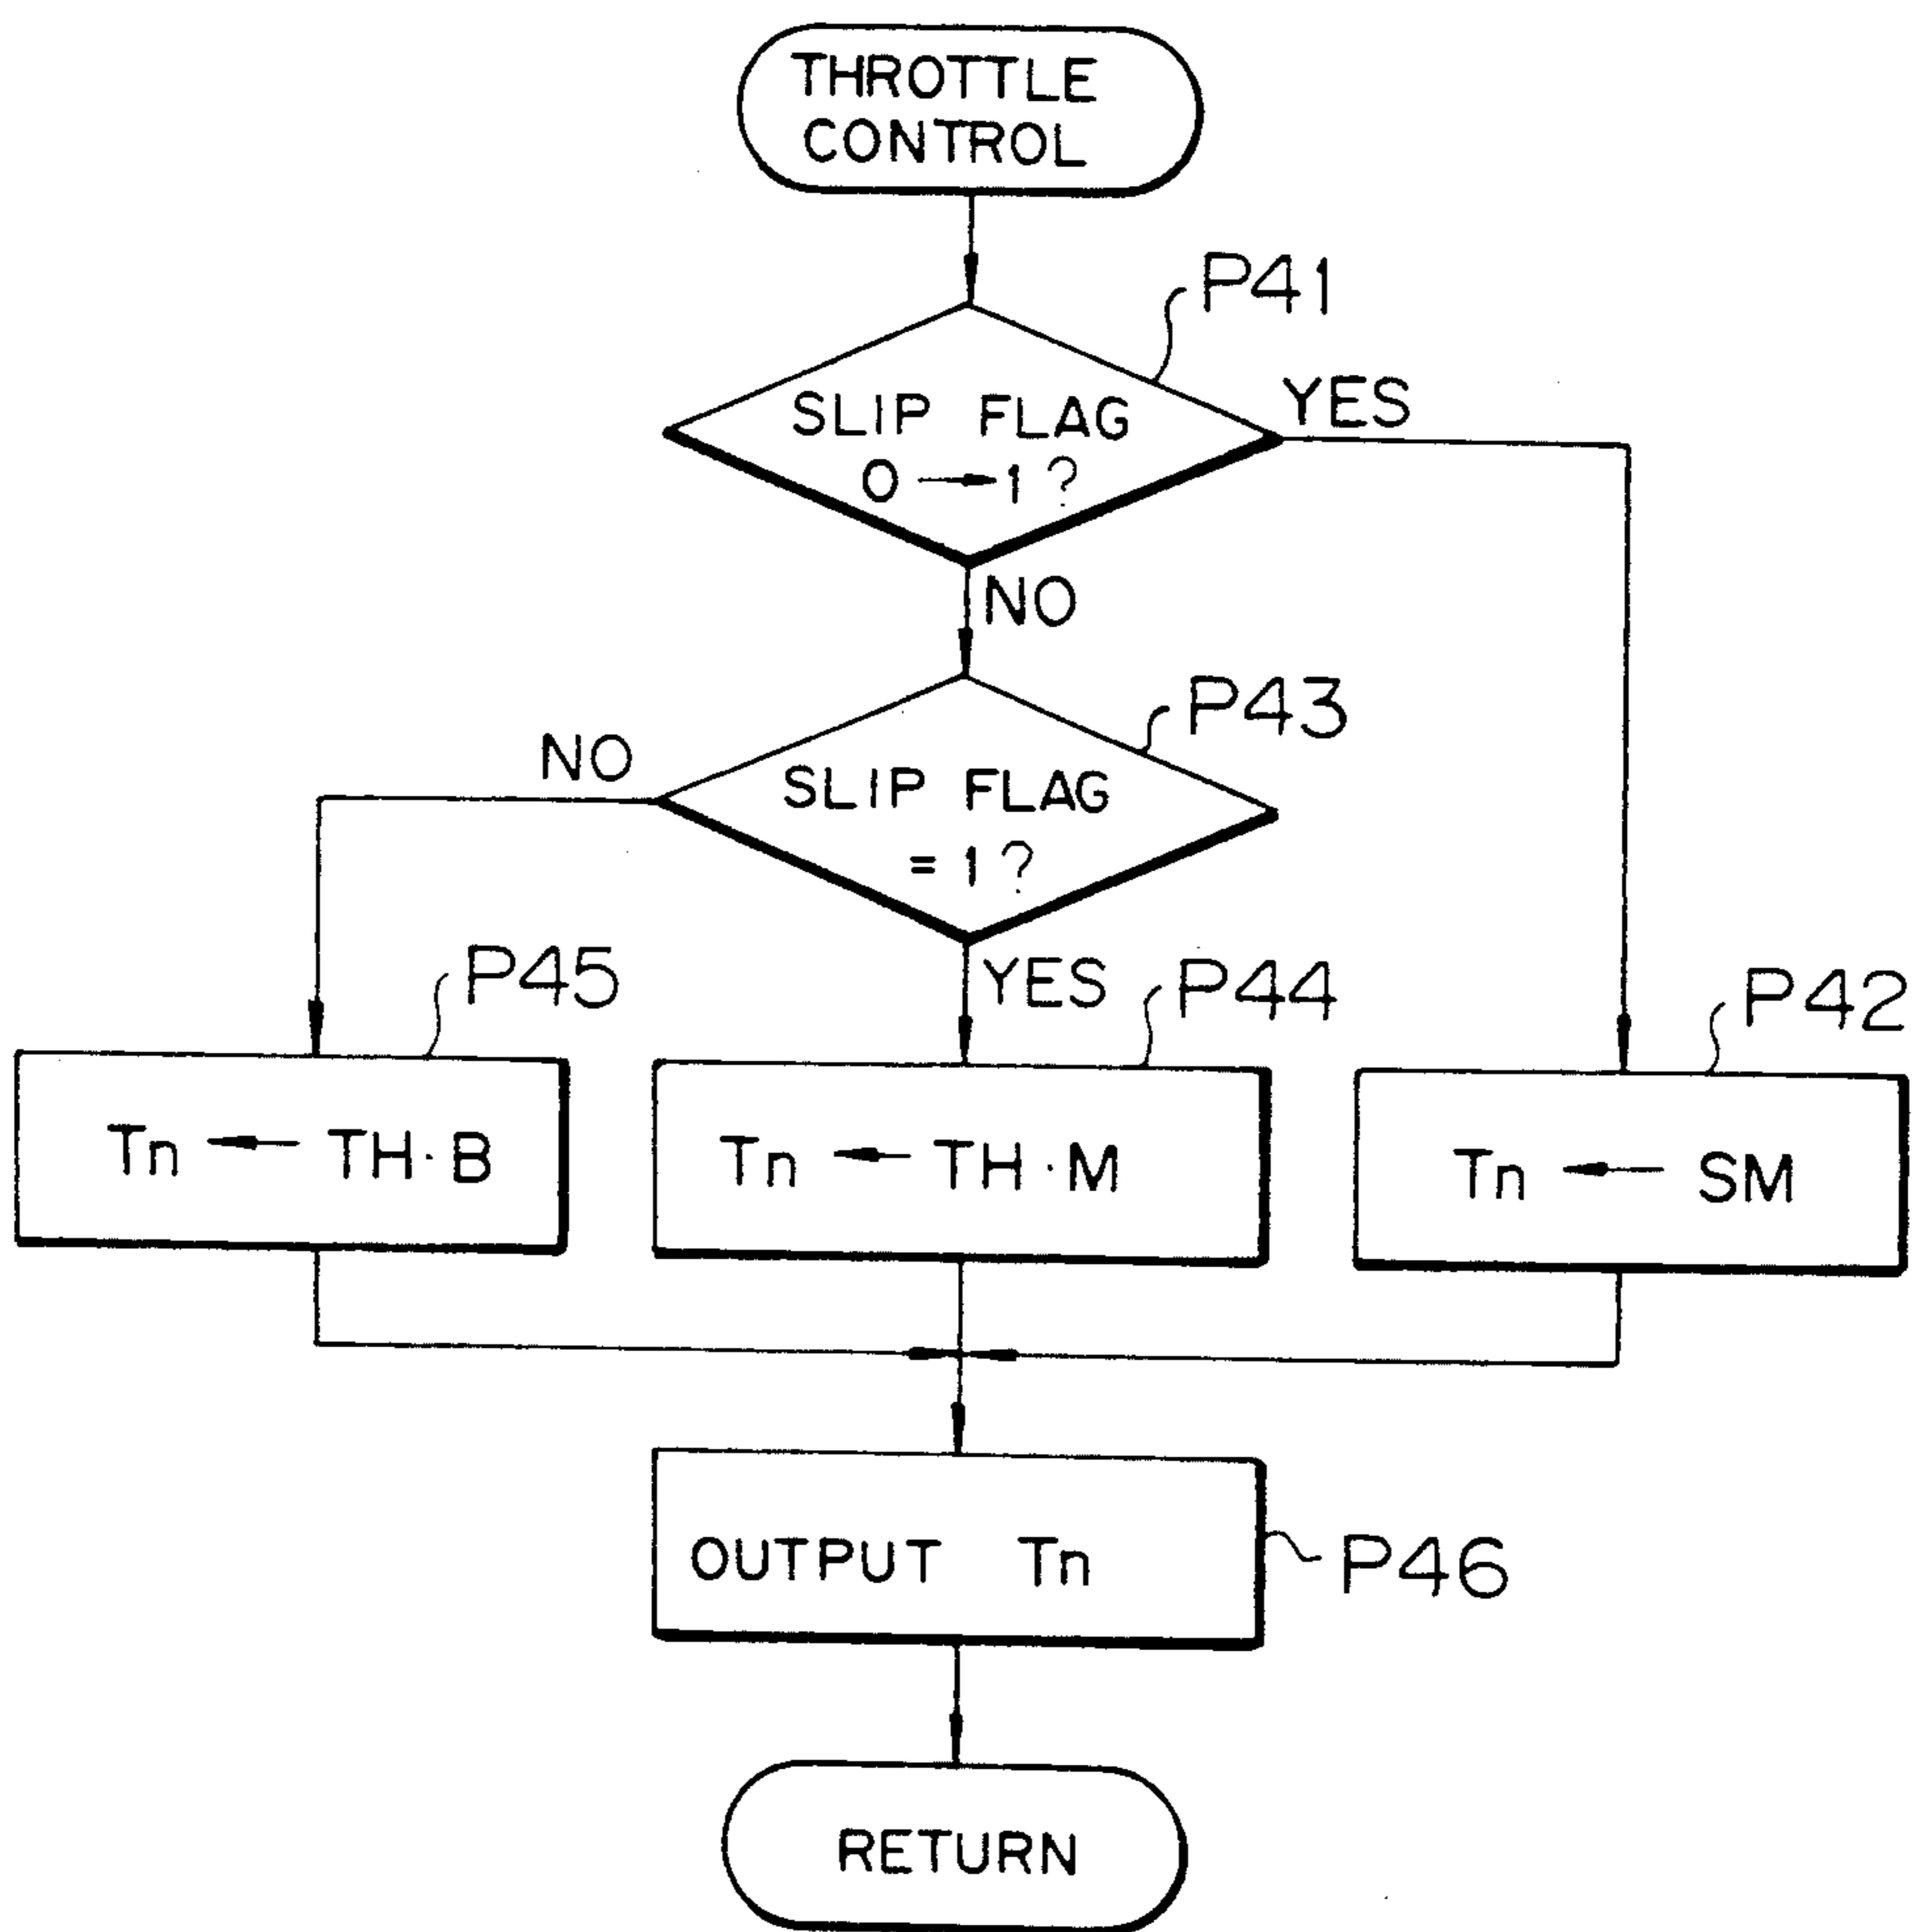 THROTTLE
CONTROL
P41
SLIP FLAG
0 → 1 ?
YES
NO
P43
SLIP FLAG
= 1 ?
NO
YES
P45
Tn ← TH·B
P44
Tn ← TH·M
P42
Tn ← SM
OUTPUT Tn
P46
RETURN